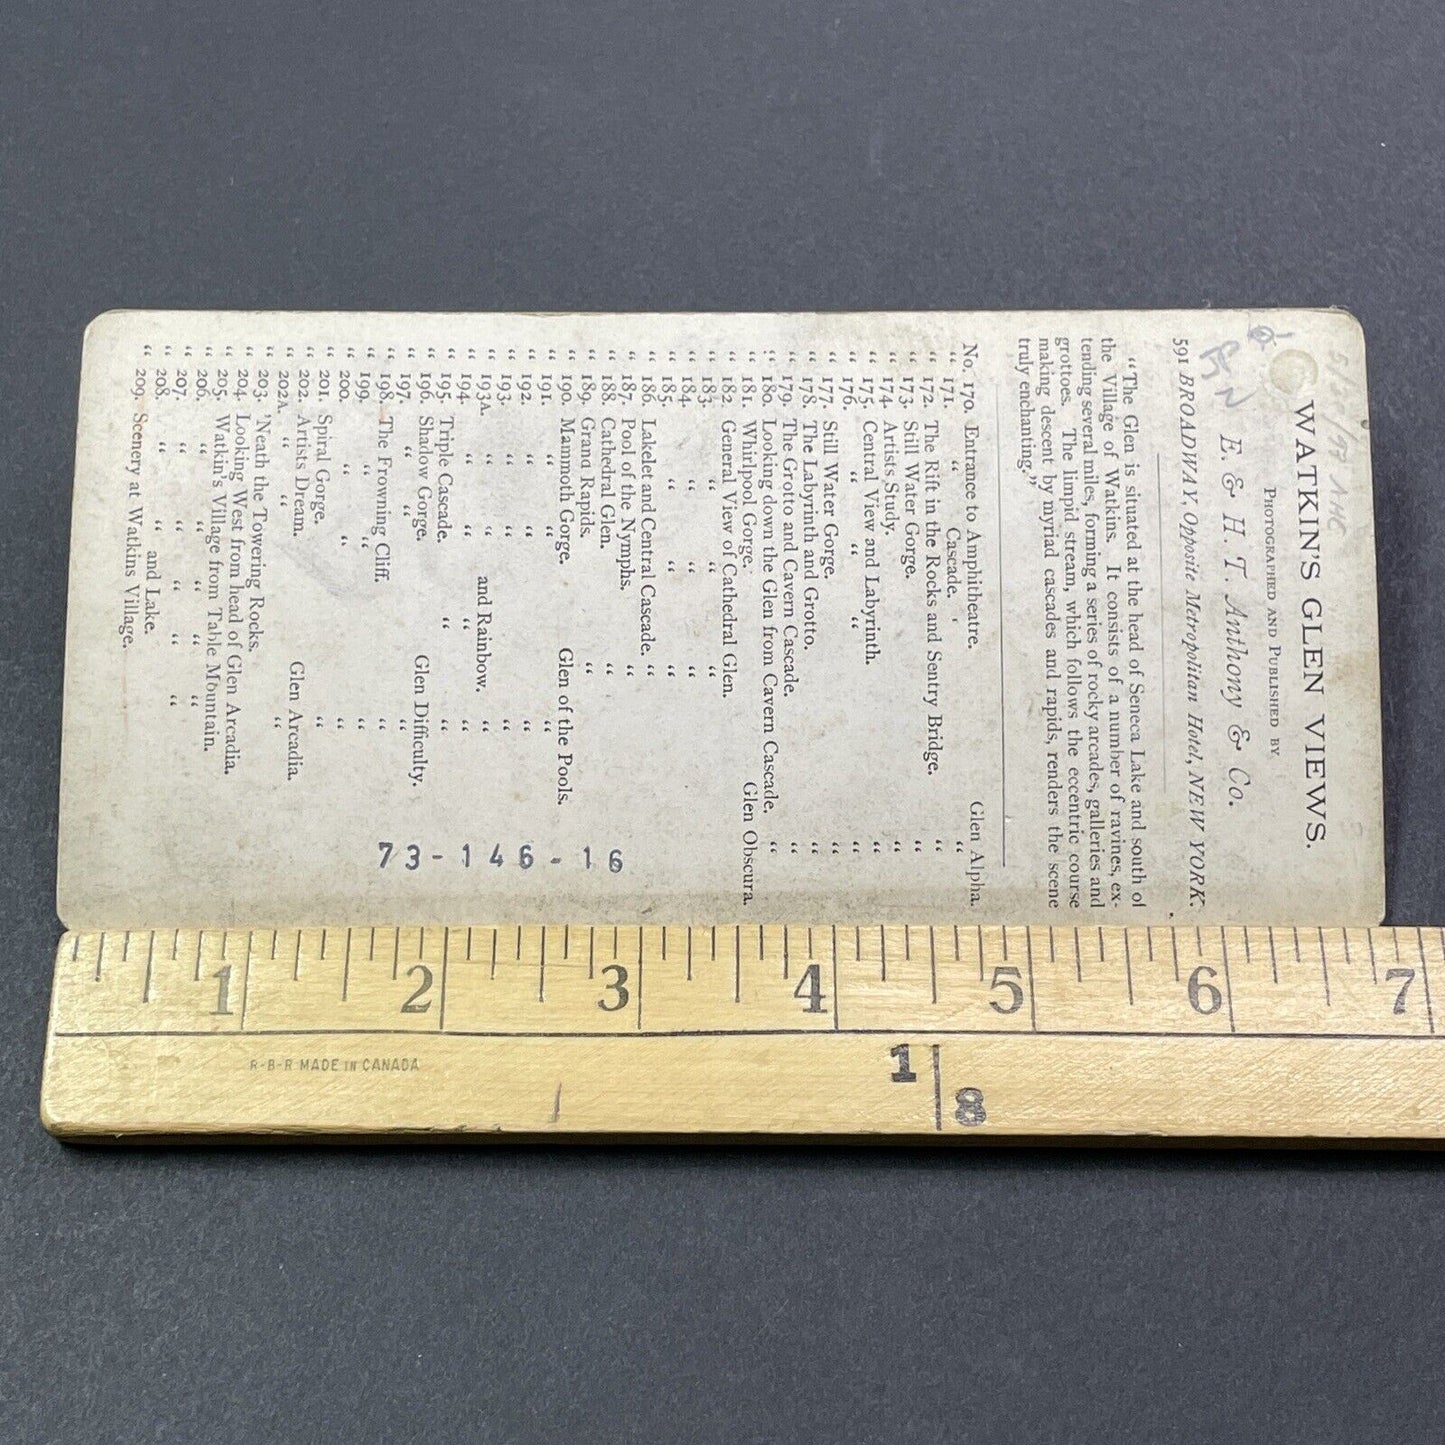 WATKIN'S GLEN VIEWS.
PHOTOGRAPHED AND PUBLISHED BY
E. & H. T. Anthony & Co.
591 BROADWAY, Opposite Metropolitan Hotel, NEW YORK.
"The Glen is situated at the head of Seneca Lake and south of
the Village of Watkins. It consists of a number of ravines, ex-
tending several miles, forming a series of rocky arcades, galleries and
grottoes. The limpid stream, which follows the eccentric course
making descent by myriad cascades and rapids, renders the scene
truly enchanting."
No. 170. Entrance to Amphitheatre. Glen Alpha.
" 171. " Cascade. "
" 172. The Rift in the Rocks and Sentry Bridge. "
" 173. Still Water Gorge. "
" 174. Artists Study. "
" 175. Central View and Labyrinth. "
" 176. " " " "
" 177. Still Water Gorge. "
" 178. The Labyrinth and Grotto. "
" 179. The Grotto and Cavern Cascade. "
" 180. Looking down the Glen from Cavern Cascade. "
" 181. Whirlpool Gorge. Glen Obscura.
" 182. General View of Cathedral Glen.
" 183. " " "
" 184. " " "
" 185. " " "
" 186. Lakelet and Central Cascade. "
" 187. Pool of the Nymphs. "
" 188. Cathedral Glen.
" 189. Grand Rapids. "
" 190. Mammoth Gorge. Glen of the Pools.
" 191. " " "
" 192. " " "
" 193. " " "
" 193A. " " and Rainbow. "
" 194. " " " "
" 195. Triple Cascade. " "
" 196. Shadow Gorge. Glen Difficulty.
" 197. " " "
" 198. The Frowning Cliff. "
" 199. " " "
" 200. " " "
" 201. Spiral Gorge. "
" 202. Artists Dream. Glen Arcadia.
" 202A. " " "
" 203. 'Neath the Towering Rocks.
" 204. Looking West from head of Glen Arcadia.
" 205. Watkin's Village from Table Mountain.
" 206. " " " " "
" 207. " " " " "
" 208. " " and Lake.
" 209. Scenery at Watkins Village.
73-146-16
1 2 3 4 5 6 7
R-B-R MADE IN CANADA
1
8